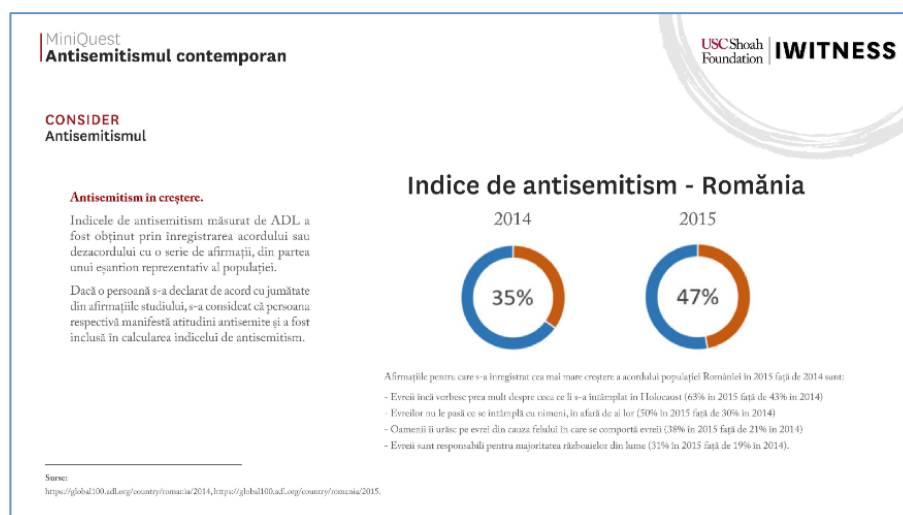 MiniQuest
Antisemitismul contemporan
USC Shoah
Foundation
IWITNESS
CONSIDER
Antisemitismul
Antisemitism în creștere.
Indicele de antisemitism măsurat de ADL a
fost obținut prin înregistrarea acordului sau
dezacordului cu o serie de afirmații, din partea
unui eșantion reprezentativ al populației.
Dacă o persoană s-a declarat de acord cu jumătate
din afirmațiile studiului, s-a considerat că persoana
respectivă manifestă atitudini antisemite și a fost
inclusă în calcularea indicelui de antisemitism.
Indice de antisemitism - România
2014
2015
35%
47%
Afirmațiile pentru care s-a înregistrat cea mai mare creștere a acordului populației României în 2015 față de 2014 sunt:
- Evreii încă vorbesc prea mult despre ceea ce li s-a întâmplat în Holocaust (63% în 2015 față de 43% în 2014)
- Evreilor nu le pasă ce se întâmplă cu nimeni, în afară de ai lor (50% în 2015 față de 30% în 2014)
- Oamenii îi urăsc pe evrei din cauza felului în care se comportă evreii (38% în 2015 față de 21% în 2014)
- Evreii sunt responsabili pentru majoritatea războaielor din lume (31% în 2015 față de 19% în 2014).
Surse:
https://global100.adl.org/country/romania/2014, https://global100.adl.org/country/romania/2015.